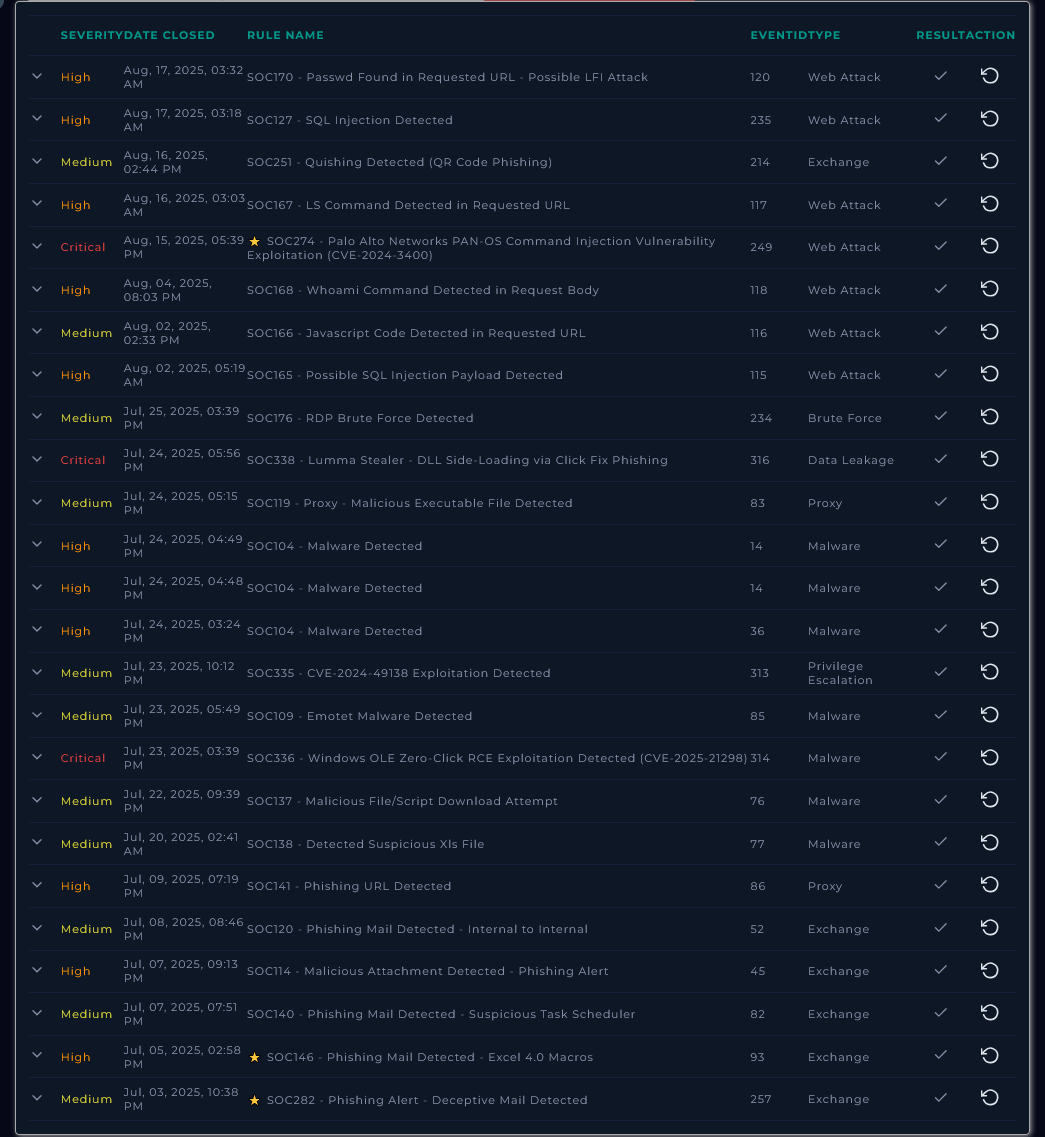 SEVERITY DATE CLOSED RULE NAME EVENTID TYPE RESULT ACTION
High Aug, 17, 2025, 03:32 AM SOC170 - Passwd Found in Requested URL - Possible LFI Attack 120 Web Attack
High Aug, 17, 2025, 03:18 AM SOC127 - SQL Injection Detected 235 Web Attack
Medium Aug, 16, 2025, 02:44 PM SOC251 - Quishing Detected (QR Code Phishing) 214 Exchange
High Aug, 16, 2025, 03:03 AM SOC167 - LS Command Detected in Requested URL 117 Web Attack
Critical Aug, 15, 2025, 05:39 PM SOC274 - Palo Alto Networks PAN-OS Command Injection Vulnerability Exploitation (CVE-2024-3400) 249 Web Attack
High Aug, 04, 2025, 08:03 PM SOC168 - Whoami Command Detected in Request Body 118 Web Attack
Medium Aug, 02, 2025, 02:33 PM SOC166 - Javascript Code Detected in Requested URL 116 Web Attack
High Aug, 02, 2025, 05:19 AM SOC165 - Possible SQL Injection Payload Detected 115 Web Attack
Medium Jul, 25, 2025, 03:39 PM SOC176 - RDP Brute Force Detected 234 Brute Force
Critical Jul, 24, 2025, 05:56 PM SOC338 - Lumma Stealer - DLL Side-Loading via Click Fix Phishing 316 Data Leakage
Medium Jul, 24, 2025, 05:15 PM SOC119 - Proxy - Malicious Executable File Detected 83 Proxy
High Jul, 24, 2025, 04:49 PM SOC104 - Malware Detected 14 Malware
High Jul, 24, 2025, 04:48 PM SOC104 - Malware Detected 14 Malware
High Jul, 24, 2025, 03:24 PM SOC104 - Malware Detected 36 Malware
Medium Jul, 23, 2025, 10:12 PM SOC335 - CVE-2024-49138 Exploitation Detected 313 Privilege Escalation
Medium Jul, 23, 2025, 05:49 PM SOC109 - Emotet Malware Detected 85 Malware
Critical Jul, 23, 2025, 03:39 PM SOC336 - Windows OLE Zero-Click RCE Exploitation Detected (CVE-2025-21298) 314 Malware
Medium Jul, 22, 2025, 09:39 PM SOC137 - Malicious File/Script Download Attempt 76 Malware
Medium Jul, 20, 2025, 02:41 AM SOC138 - Detected Suspicious Xls File 77 Malware
High Jul, 09, 2025, 07:19 PM SOC141 - Phishing URL Detected 86 Proxy
Medium Jul, 08, 2025, 08:46 PM SOC120 - Phishing Mail Detected - Internal to Internal 52 Exchange
High Jul, 07, 2025, 09:13 PM SOC114 - Malicious Attachment Detected - Phishing Alert 45 Exchange
Medium Jul, 07, 2025, 07:51 PM SOC140 - Phishing Mail Detected - Suspicious Task Scheduler 82 Exchange
High Jul, 05, 2025, 02:58 PM SOC146 - Phishing Mail Detected - Excel 4.0 Macros 93 Exchange
Medium Jul, 03, 2025, 10:38 PM SOC282 - Phishing Alert - Deceptive Mail Detected 257 Exchange